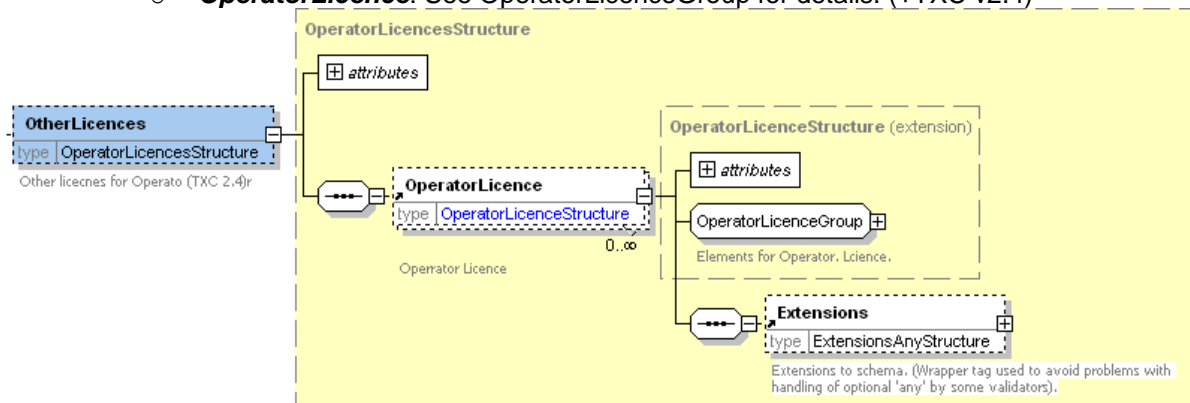 ○ OperatorLicence. See OperatorLicenceGroup for details. (+TXC v2.4)
OperatorLicencesStructure
attributes
OtherLicences
type OperatorLicencesStructure
Other licecnes for Operato (TXC 2.4)r
OperatorLicenceStructure (extension)
attributes
OperatorLicence
type OperatorLicenceStructure
0..∞
Operrator Licence
OperatorLicenceGroup
Elements for Operator. Lcience.
Extensions
type ExtensionsAnyStructure
Extensions to schema. (Wrapper tag used to avoid problems with
handling of optional 'any' by some validators).